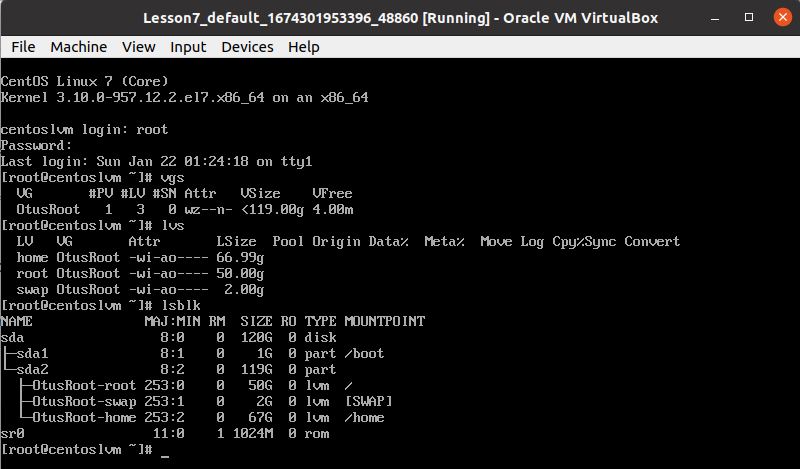 Lesson7_default_1674301953396_48860 [Running] - Oracle VM VirtualBox
File Machine View Input Devices Help
CentOS Linux 7 (Core)
Kernel 3.10.0-957.12.2.el7.x86_64 on an x86_64
centoslvm login: root
Password:
Last login: Sun Jan 22 01:24:18 on tty1
[root@centoslvm ~]# vgs
  VG       #PV #LV #SN Attr   VSize    VFree
  OtusRoot   1   3   0 wz--n- <119.00g 4.00m
[root@centoslvm ~]# lvs
  LV   VG       Attr       LSize  Pool Origin Data%  Meta%  Move Log Cpy%Sync Convert
  home OtusRoot -wi-ao---- 66.99g
  root OtusRoot -wi-ao---- 50.00g
  swap OtusRoot -wi-ao----  2.00g
[root@centoslvm ~]# lsblk
NAME              MAJ:MIN RM  SIZE RO TYPE MOUNTPOINT
sda                 8:0    0  120G  0 disk
├─sda1              8:1    0    1G  0 part /boot
└─sda2              8:2    0  119G  0 part
  ├─OtusRoot-root 253:0    0   50G  0 lvm  /
  ├─OtusRoot-swap 253:1    0    2G  0 lvm  [SWAP]
  └─OtusRoot-home 253:2    0   67G  0 lvm  /home
sr0                11:0    1 1024M  0 rom
[root@centoslvm ~]# _